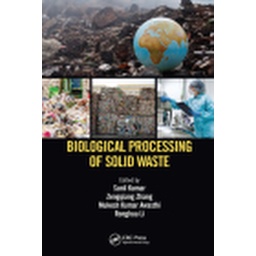 BIOLOGICAL PROCESSING
OF SOLID WASTE
Edited by
Sunil Kumar
Zengqiang Zhang
Mukesh Kumar Awasthi
Ronghua Li
CRC Press